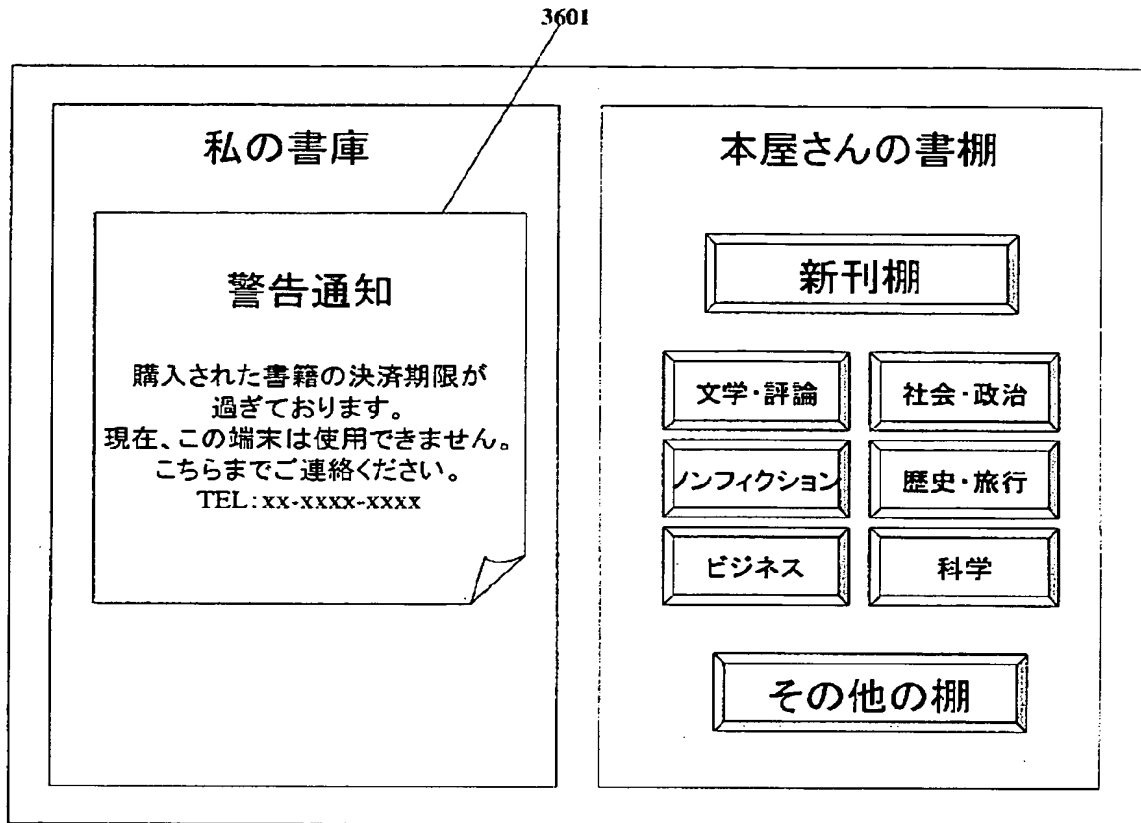 3601
私の書庫
警告通知
購入された書籍の決済期限が
過ぎております。
現在、この端末は使用できません。
こちらまでご連絡ください。
TEL:xx-xxxx-xxxx
本屋さんの書棚
新刊棚
文学・評論
社会・政治
ノンフィクション
歴史・旅行
ビジネス
科学
その他の棚